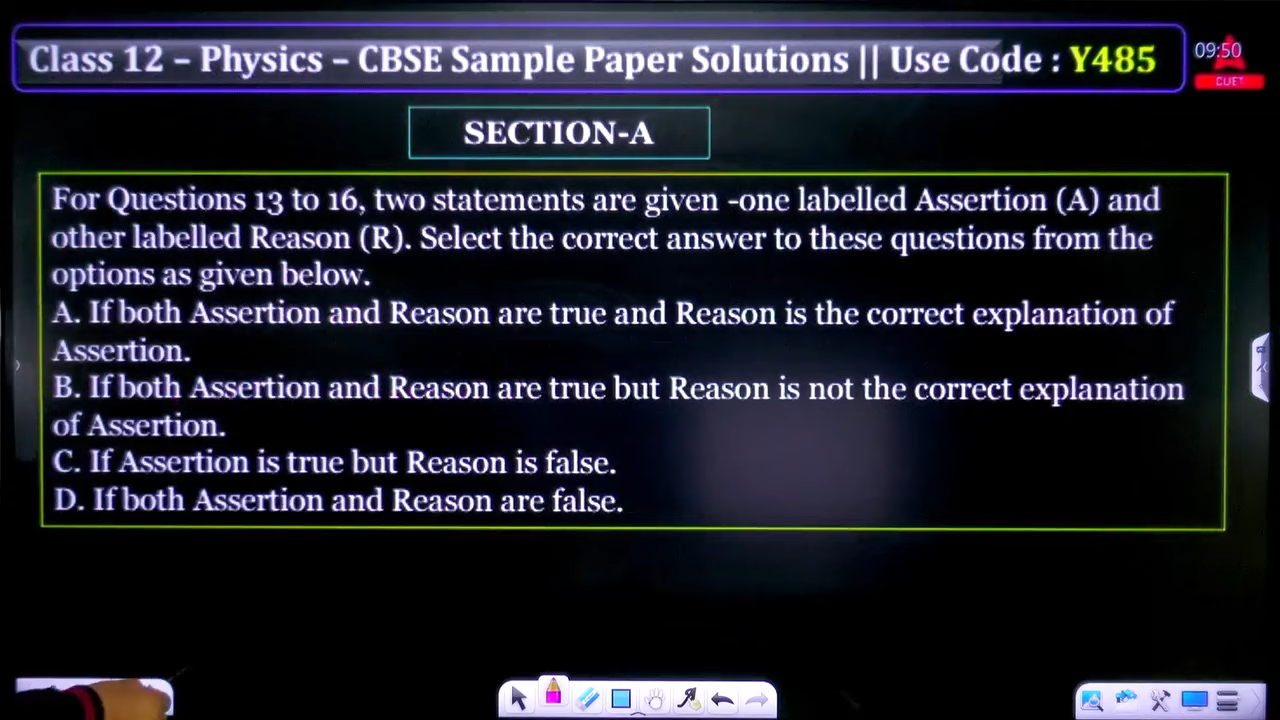 Class 12 – Physics – CBSE Sample Paper Solutions || Use Code : Y485
09:50
CUET
SECTION-A
For Questions 13 to 16, two statements are given -one labelled Assertion (A) and
other labelled Reason (R). Select the correct answer to these questions from the
options as given below.
A. If both Assertion and Reason are true and Reason is the correct explanation of
Assertion.
B. If both Assertion and Reason are true but Reason is not the correct explanation
of Assertion.
C. If Assertion is true but Reason is false.
D. If both Assertion and Reason are false.